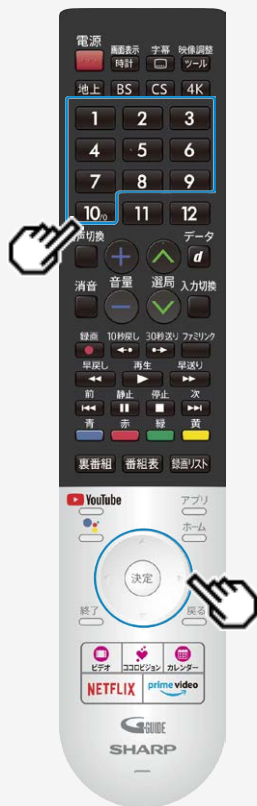 電源 画面表示 字幕 映像調整
時計 ツール
地上 BS CS 4K
1 2 3
4 5 6
7 8 9
10/0 11 12
声切換 データ
+ d
消音 音量 選局 入力切換
録画 10秒戻し 30秒送り ファミリンク
早戻し 再生 早送り
前 静止 停止 次
青 赤 緑 黄
裏番組 番組表 録画リスト
YouTube アプリ
ホーム
決定
終了 戻る
ビデオ ココロビジョン カレンダー
NETFLIX prime video
G-GUIDE
SHARP